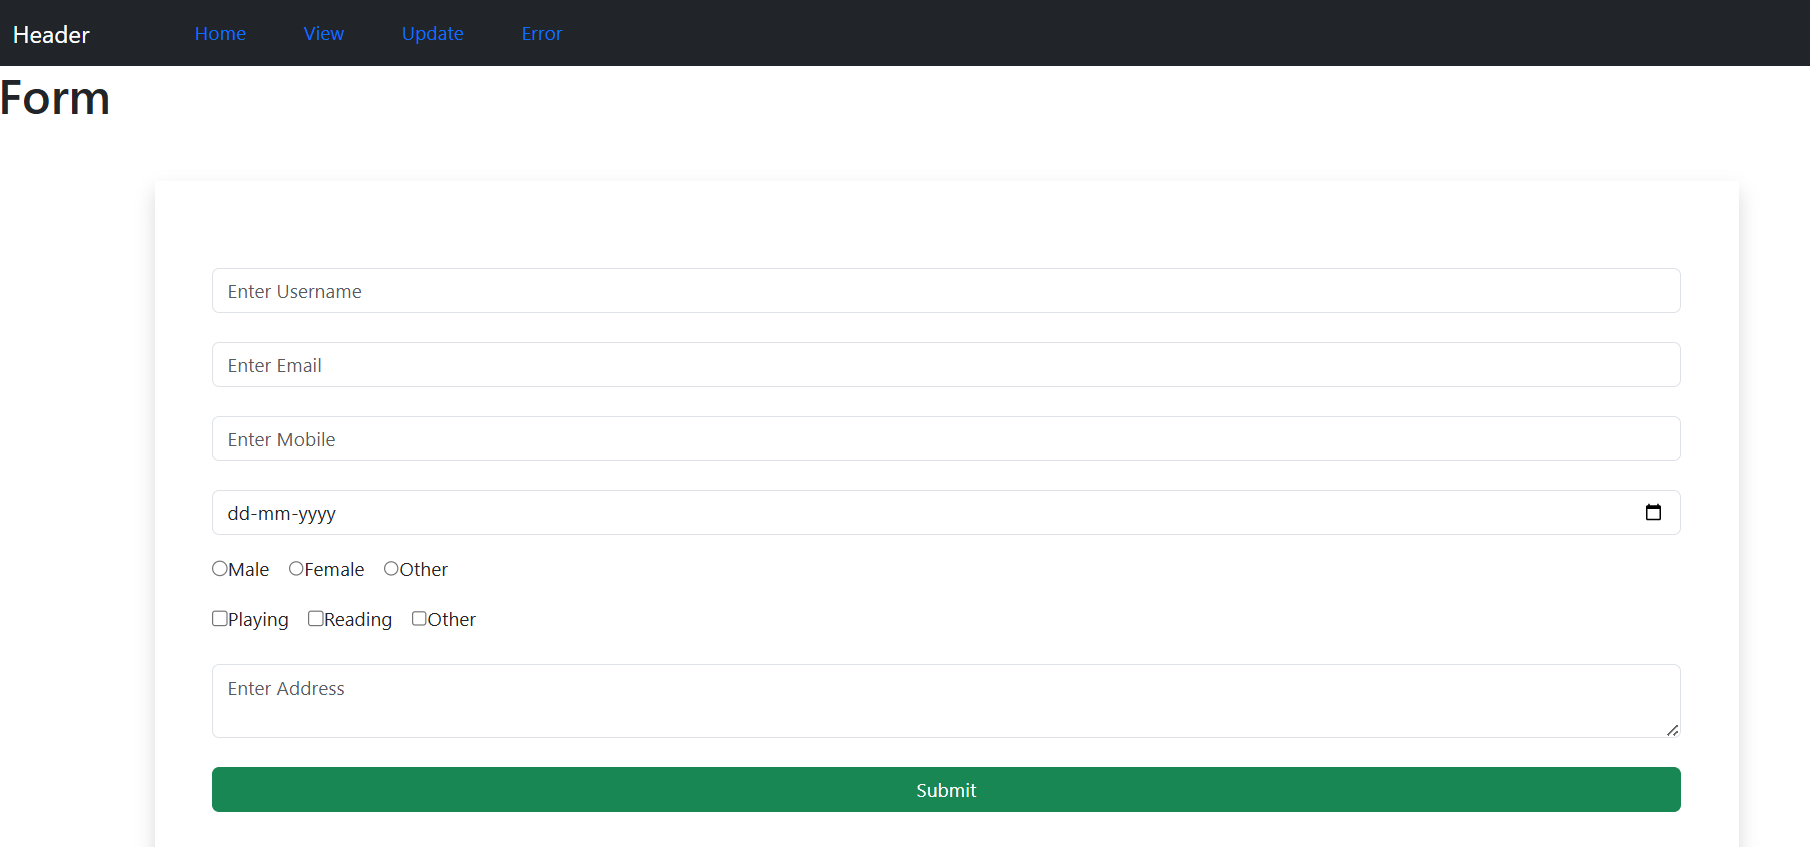 Header Home View Update Error
Form
Enter Username
Enter Email
Enter Mobile
dd-mm-yyyy
Male Female Other
Playing Reading Other
Enter Address
Submit